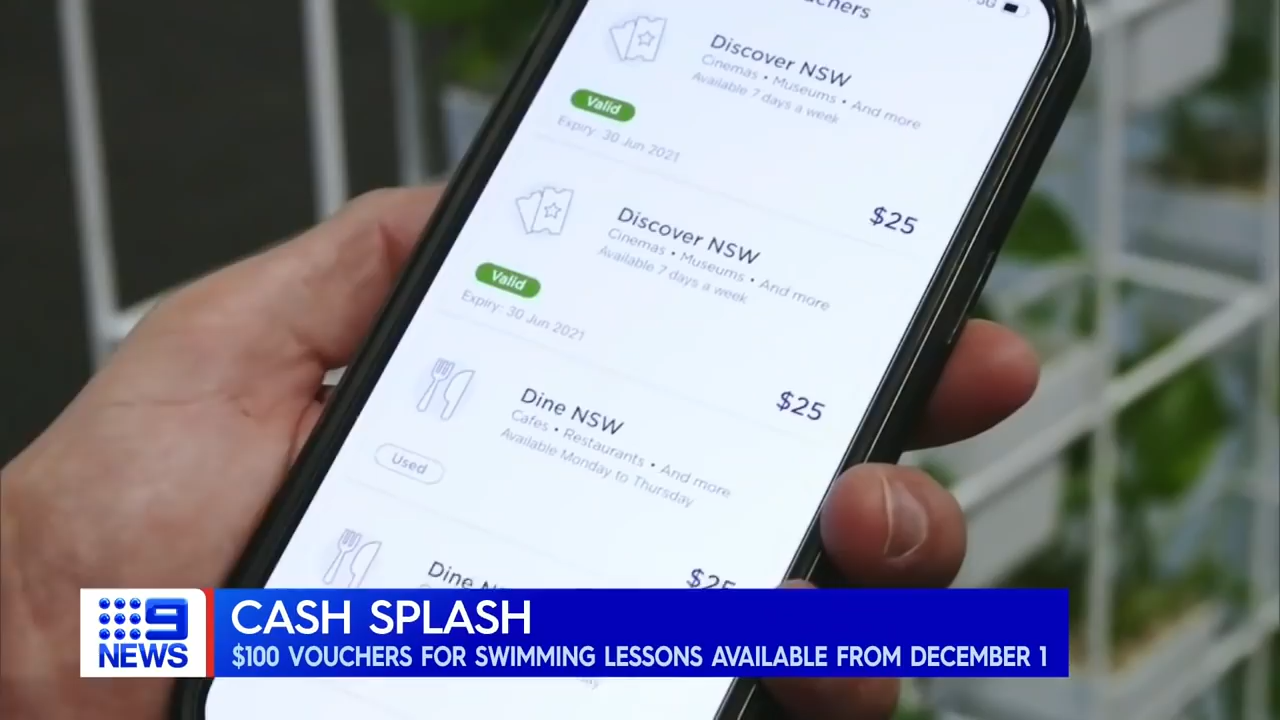 5G
Discover NSW
Cinemas • Museums • And more
Available 7 days a week
Valid
Expiry: 30 Jun 2021
$25
Discover NSW
Cinemas • Museums • And more
Available 7 days a week
Valid
Expiry: 30 Jun 2021
$25
Dine NSW
Cafes • Restaurants • And more
Available Monday to Thursday
Used
$25
Dine
9
NEWS
CASH SPLASH
$100 VOUCHERS FOR SWIMMING LESSONS AVAILABLE FROM DECEMBER 1